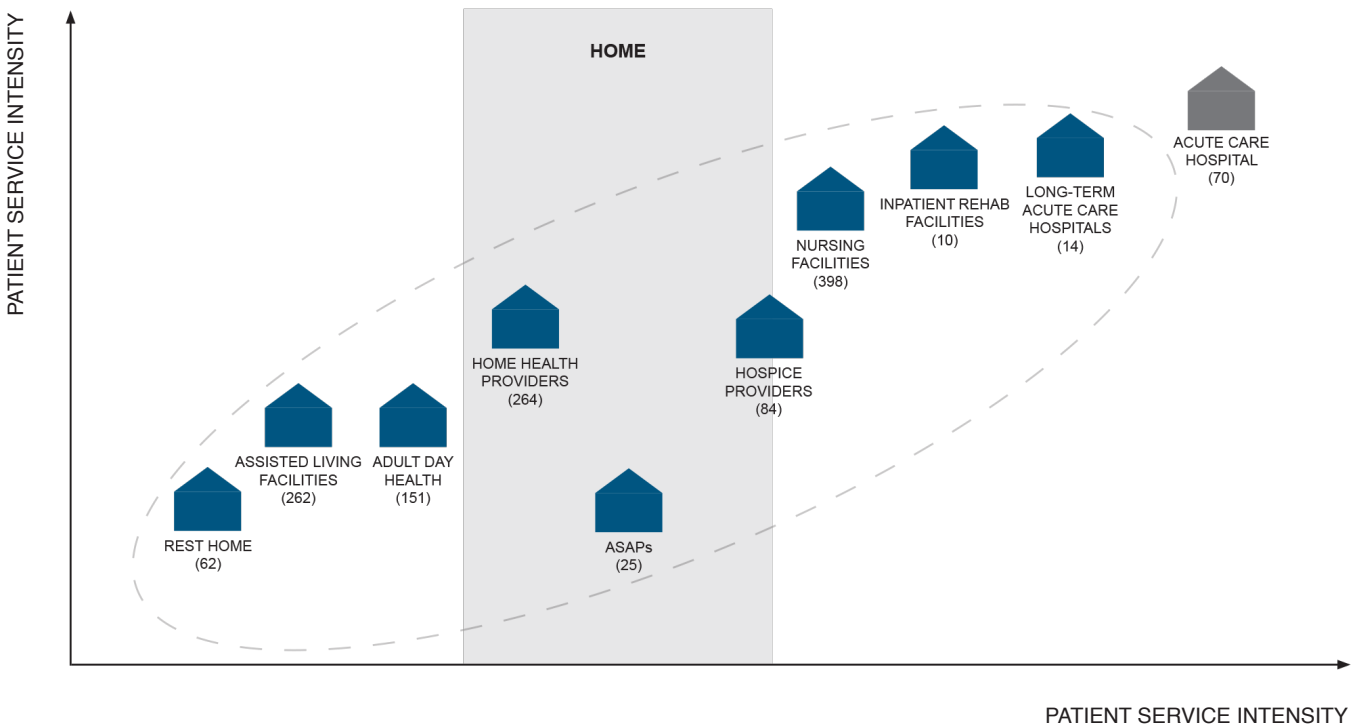 PATIENT SERVICE INTENSITY
HOME
ACUTE CARE
HOSPITAL
(70)
LONG-TERM
ACUTE CARE
HOSPITALS
(14)
INPATIENT REHAB
FACILITIES
(10)
NURSING
FACILITIES
(398)
HOME HEALTH
PROVIDERS
(264)
HOSPICE
PROVIDERS
(84)
ASSISTED LIVING
FACILITIES
(262)
ADULT DAY
HEALTH
(151)
REST HOME
(62)
ASAPs
(25)
PATIENT SERVICE INTENSITY